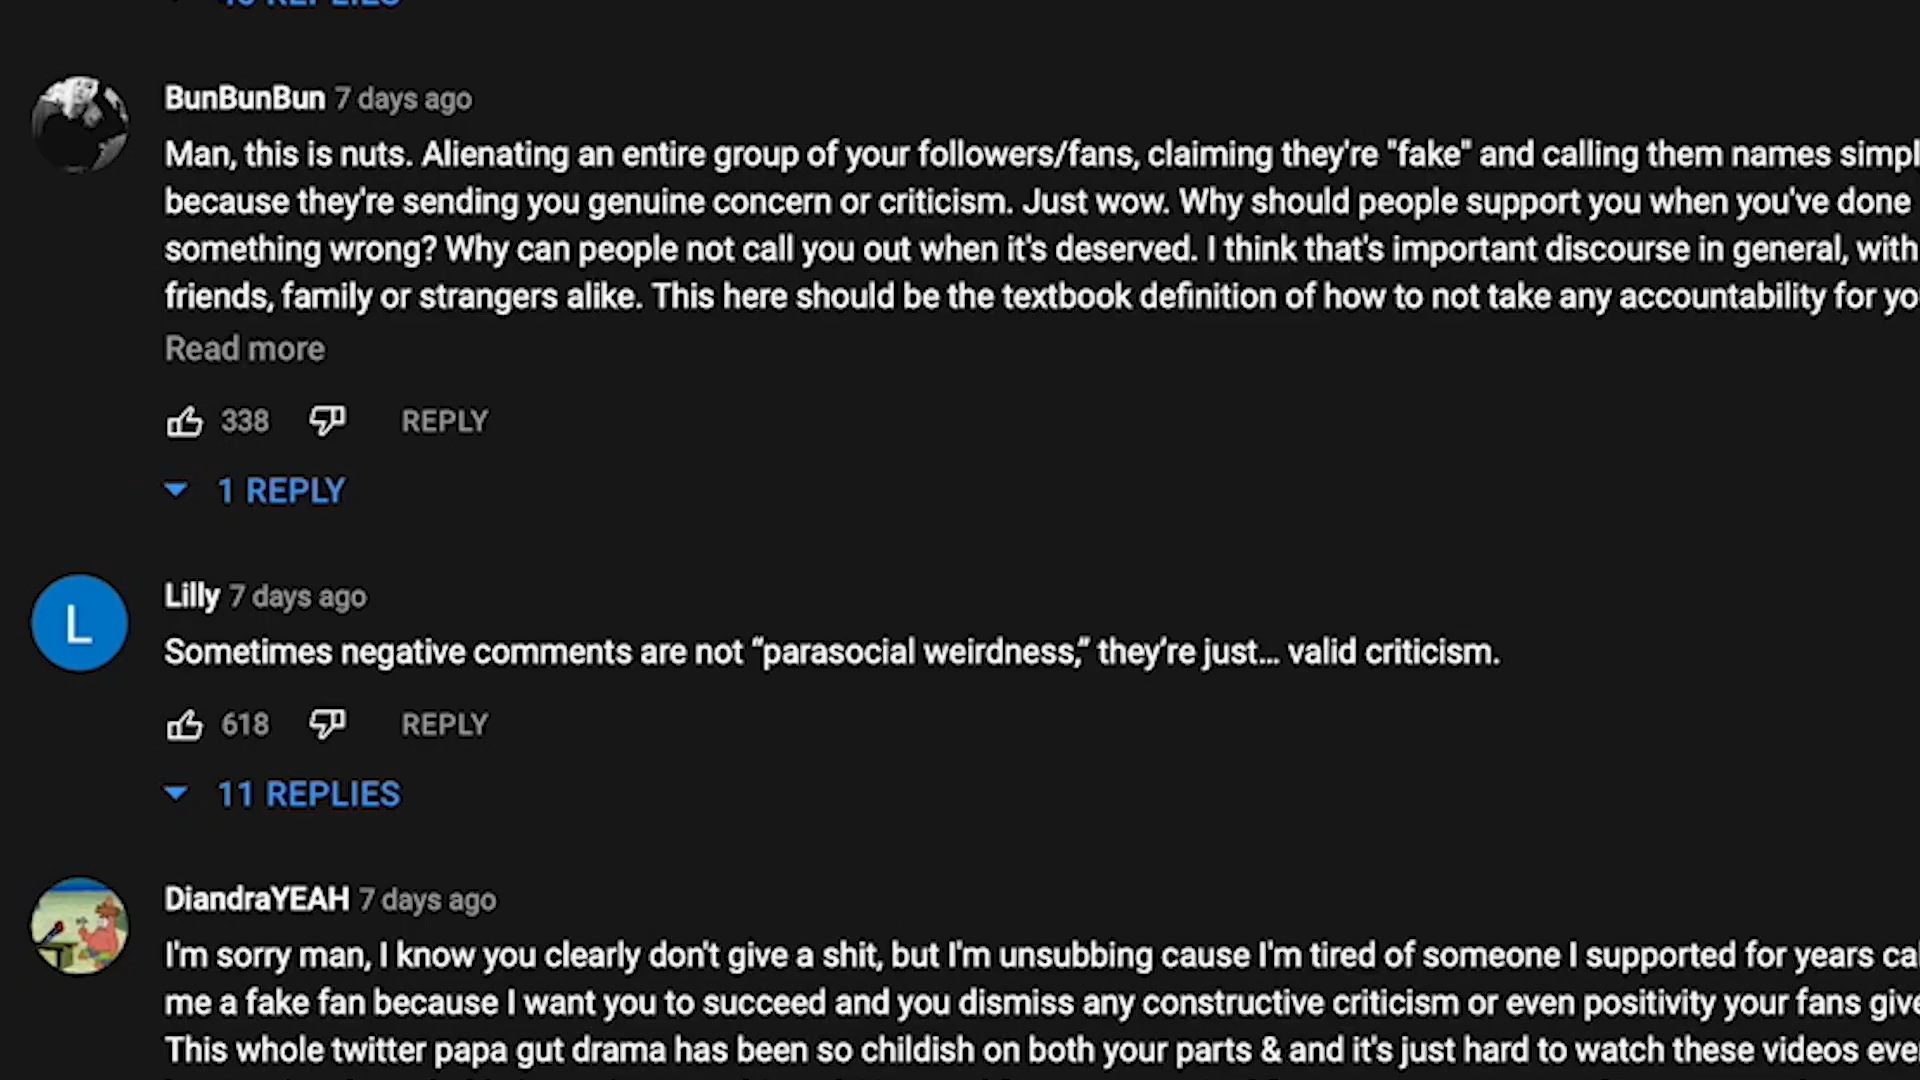 REPLIES
BunBunBun 7 days ago
Man, this is nuts. Alienating an entire group of your followers/fans, claiming they're "fake" and calling them names simpl
because they're sending you genuine concern or criticism. Just wow. Why should people support you when you've done
something wrong? Why can people not call you out when it's deserved. I think that's important discourse in general, with
friends, family or strangers alike. This here should be the textbook definition of how to not take any accountability for yo
Read more
338 REPLY
1 REPLY
L
Lilly 7 days ago
Sometimes negative comments are not “parasocial weirdness,” they’re just... valid criticism.
618 REPLY
11 REPLIES
DiandraYEAH 7 days ago
I'm sorry man, I know you clearly don't give a shit, but I'm unsubbing cause I'm tired of someone I supported for years cal
me a fake fan because I want you to succeed and you dismiss any constructive criticism or even positivity your fans give
This whole twitter papa gut drama has been so childish on both your parts & and it's just hard to watch these videos eve